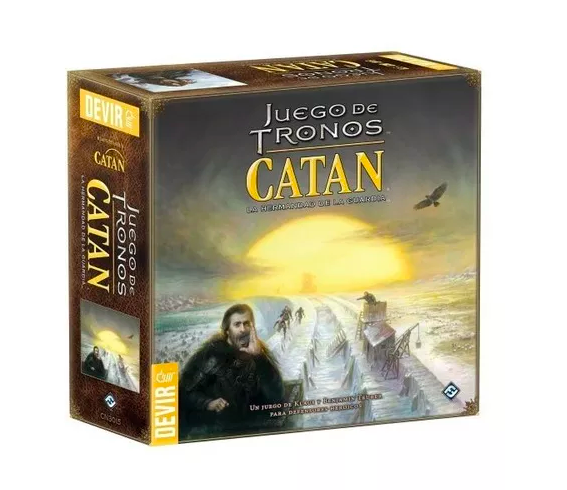 JUEGO DE
TRONOS
CATAN
LA HERMANDAD DE LA GUARDIA
UN JUEGO DE KLAUS Y BENJAMIN TEUBER
PARA DEFENSORES HEROICOS
DEVIR
DEVIR
CATAN
JUEGO DE
TRONOS
CATAN
LA HERMANDAD DE LA GUARDIA
CN3015